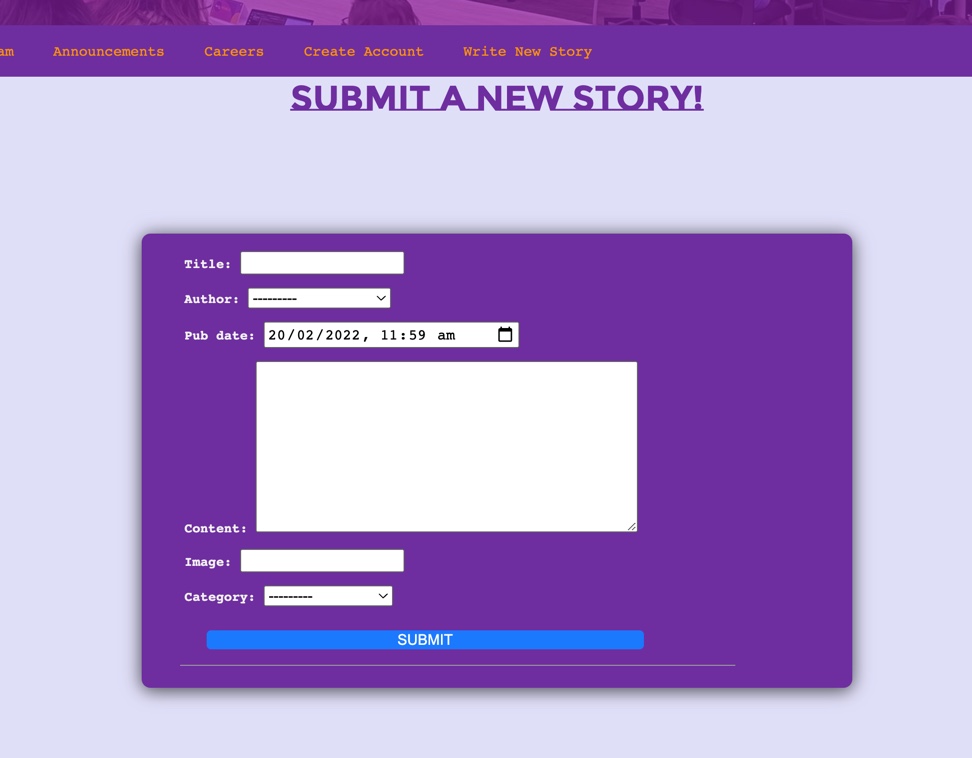 am Announcements Careers Create Account Write New Story
SUBMIT A NEW STORY!
Title:
Author: ---------
Pub date: 20/02/2022, 11:59 am
Content:
Image:
Category: ---------
SUBMIT